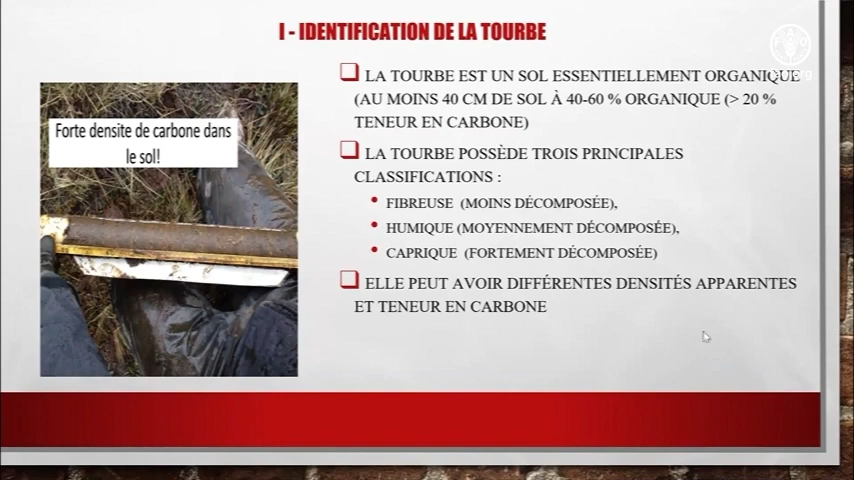 I - IDENTIFICATION DE LA TOURBE
Forte densite de carbone dans
le sol!
LA TOURBE EST UN SOL ESSENTIELLEMENT ORGANIQUE
(AU MOINS 40 CM DE SOL À 40-60 % ORGANIQUE (> 20 %
TENEUR EN CARBONE)
LA TOURBE POSSÈDE TROIS PRINCIPALES
CLASSIFICATIONS :
• FIBREUSE (MOINS DÉCOMPOSÉE),
• HUMIQUE (MOYENNEMENT DÉCOMPOSÉE),
• CAPRIQUE (FORTEMENT DÉCOMPOSÉE)
ELLE PEUT AVOIR DIFFÉRENTES DENSITÉS APPARENTES
ET TENEUR EN CARBONE